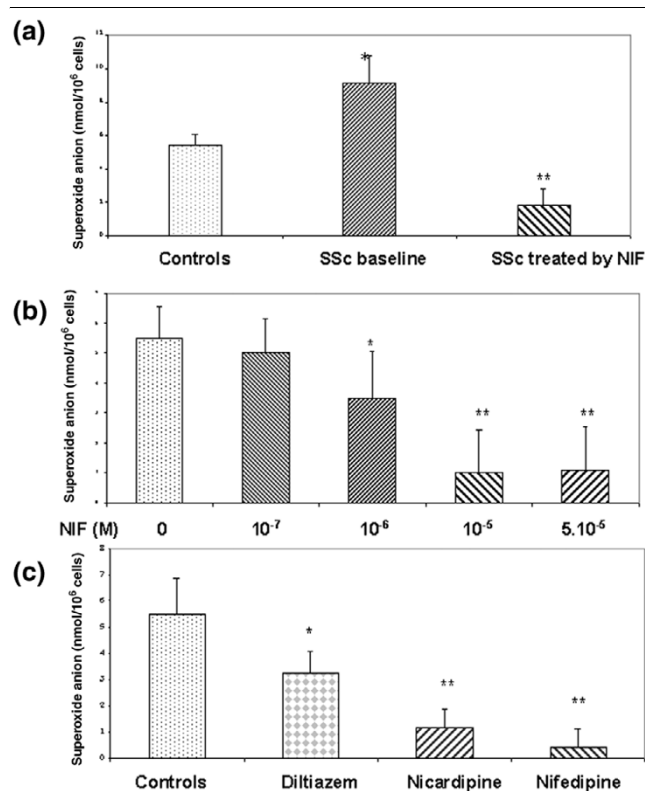 (a)
Superoxide anion (nmol/10⁶ cells)
12
10
*
**
Controls SSc baseline SSc treated by NIF
(b)
Superoxide anion (nmol/10⁶ cells)
*
** **
NIF (M) 0 10⁻⁷ 10⁻⁶ 10⁻⁵ 5.10⁻⁵
(c)
Superoxide anion (nmol/10⁶ cells)
8
7
6
5
4
3
2
1
0
*
**
**
Controls Diltiazem Nicardipine Nifedipine